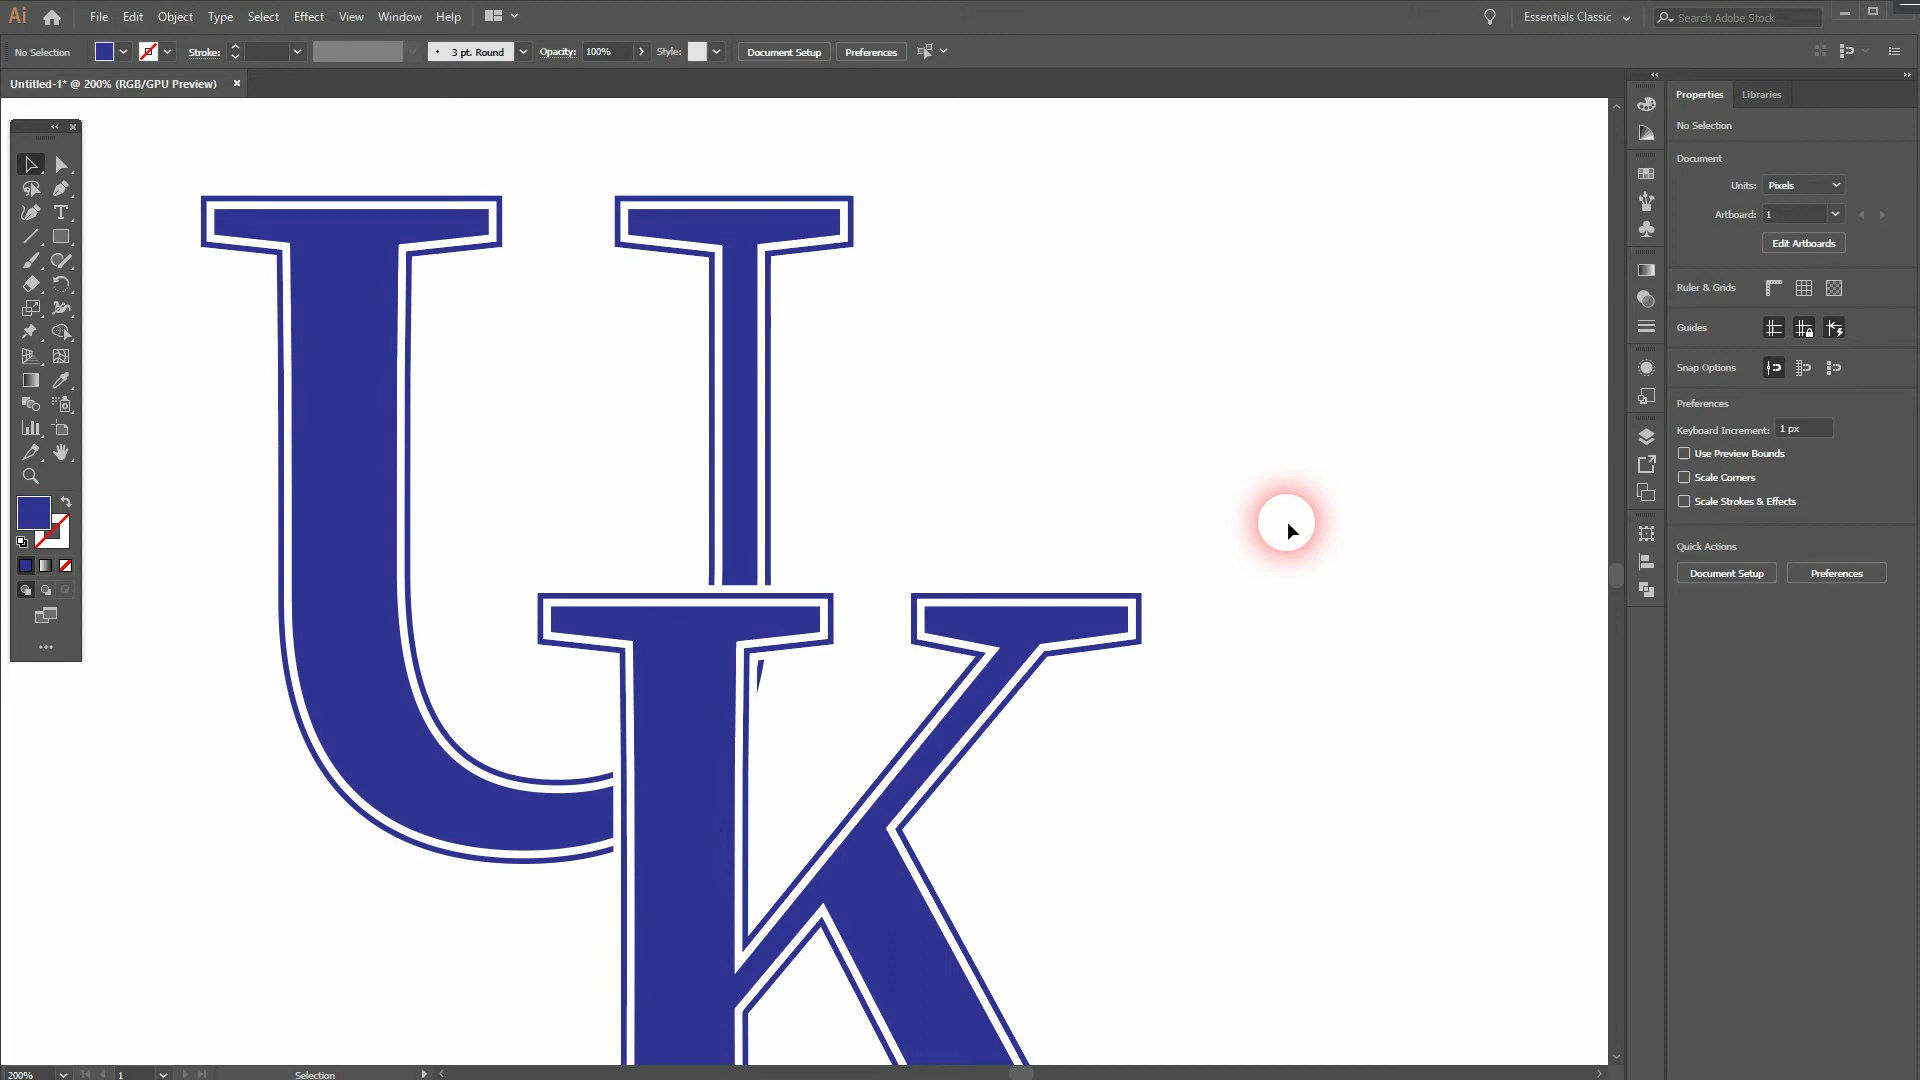 Ai File Edit Object Type Select Effect View Window Help Essentials Classic Search Adobe Stock
No Selection Stroke: 3 pt. Round Opacity: 100% Style: Document Setup Preferences
Untitled-1* @ 200% (RGB/GPU Preview)
Properties Libraries
No Selection
Document
Units: Pixels
Artboard: 1
Edit Artboards
Ruler & Grids
Guides
Snap Options
Preferences
Keyboard Increment: 1 px
Use Preview Bounds
Scale Corners
Scale Strokes & Effects
Quick Actions
Document Setup Preferences
U
K
200% 1 Selection